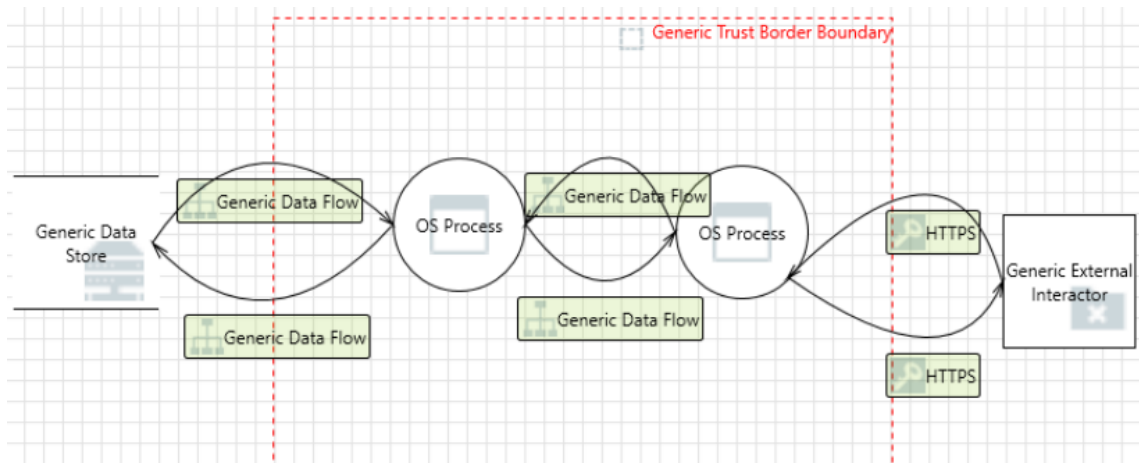 Generic Trust Border Boundary
Generic Data Flow
Generic Data Flow
Generic Data
Store
OS Process
OS Process
HTTPS
Generic External
Interactor
Generic Data Flow
Generic Data Flow
HTTPS